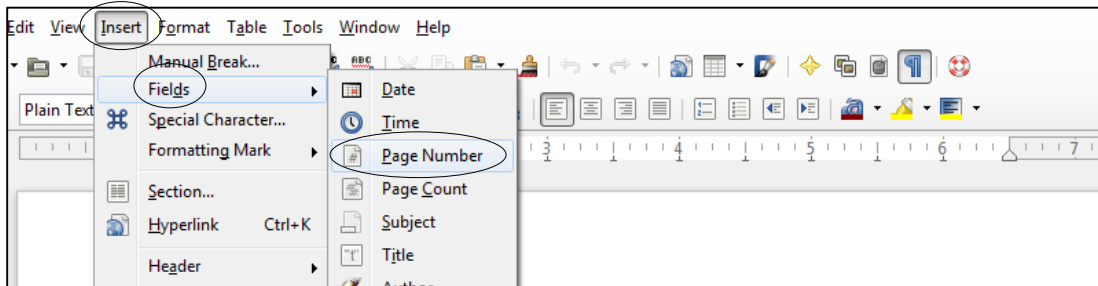 Edit View Insert Format Table Tools Window Help
Manual Break...
Fields
Date
Plain Text
Special Character...
Time
Formatting Mark
Page Number
3 4 5 6 7
Section...
Page Count
Hyperlink Ctrl+K
Subject
Header
Title
Author